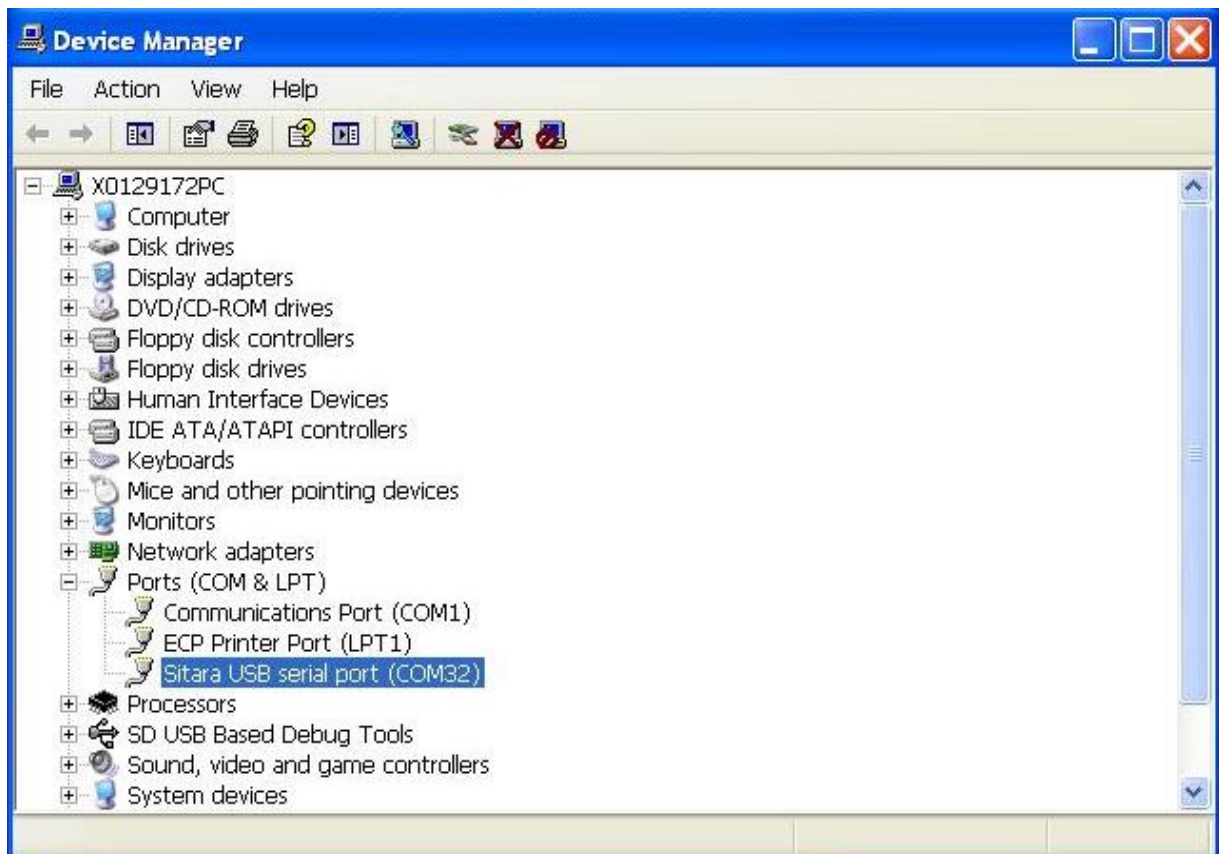 Device Manager
File Action View Help
X0129172PC
Computer
Disk drives
Display adapters
DVD/CD-ROM drives
Floppy disk controllers
Floppy disk drives
Human Interface Devices
IDE ATA/ATAPI controllers
Keyboards
Mice and other pointing devices
Monitors
Network adapters
Ports (COM & LPT)
Communications Port (COM1)
ECP Printer Port (LPT1)
Sitara USB serial port (COM32)
Processors
SD USB Based Debug Tools
Sound, video and game controllers
System devices